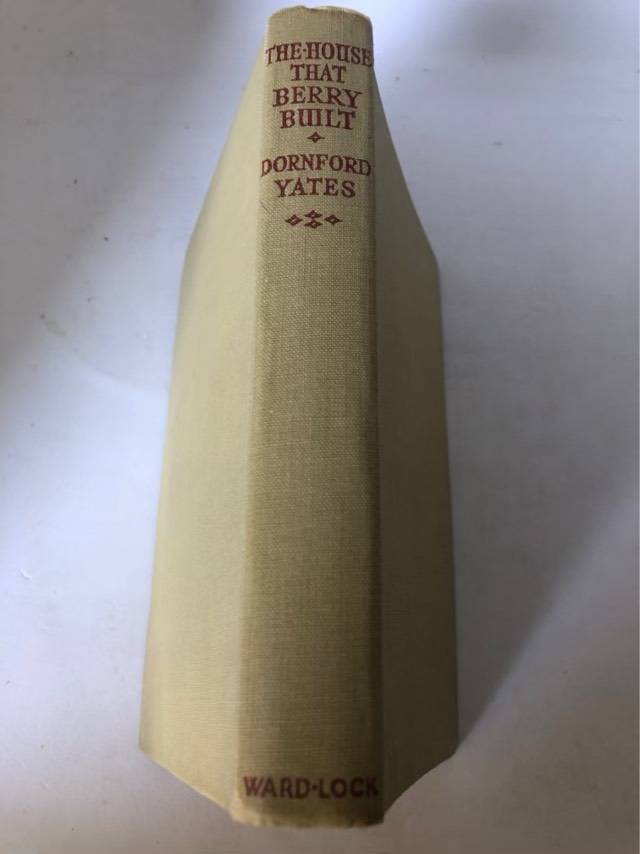 THE·HOUSE
THAT
BERRY
BUILT
DORNFORD
YATES
WARD·LOCK